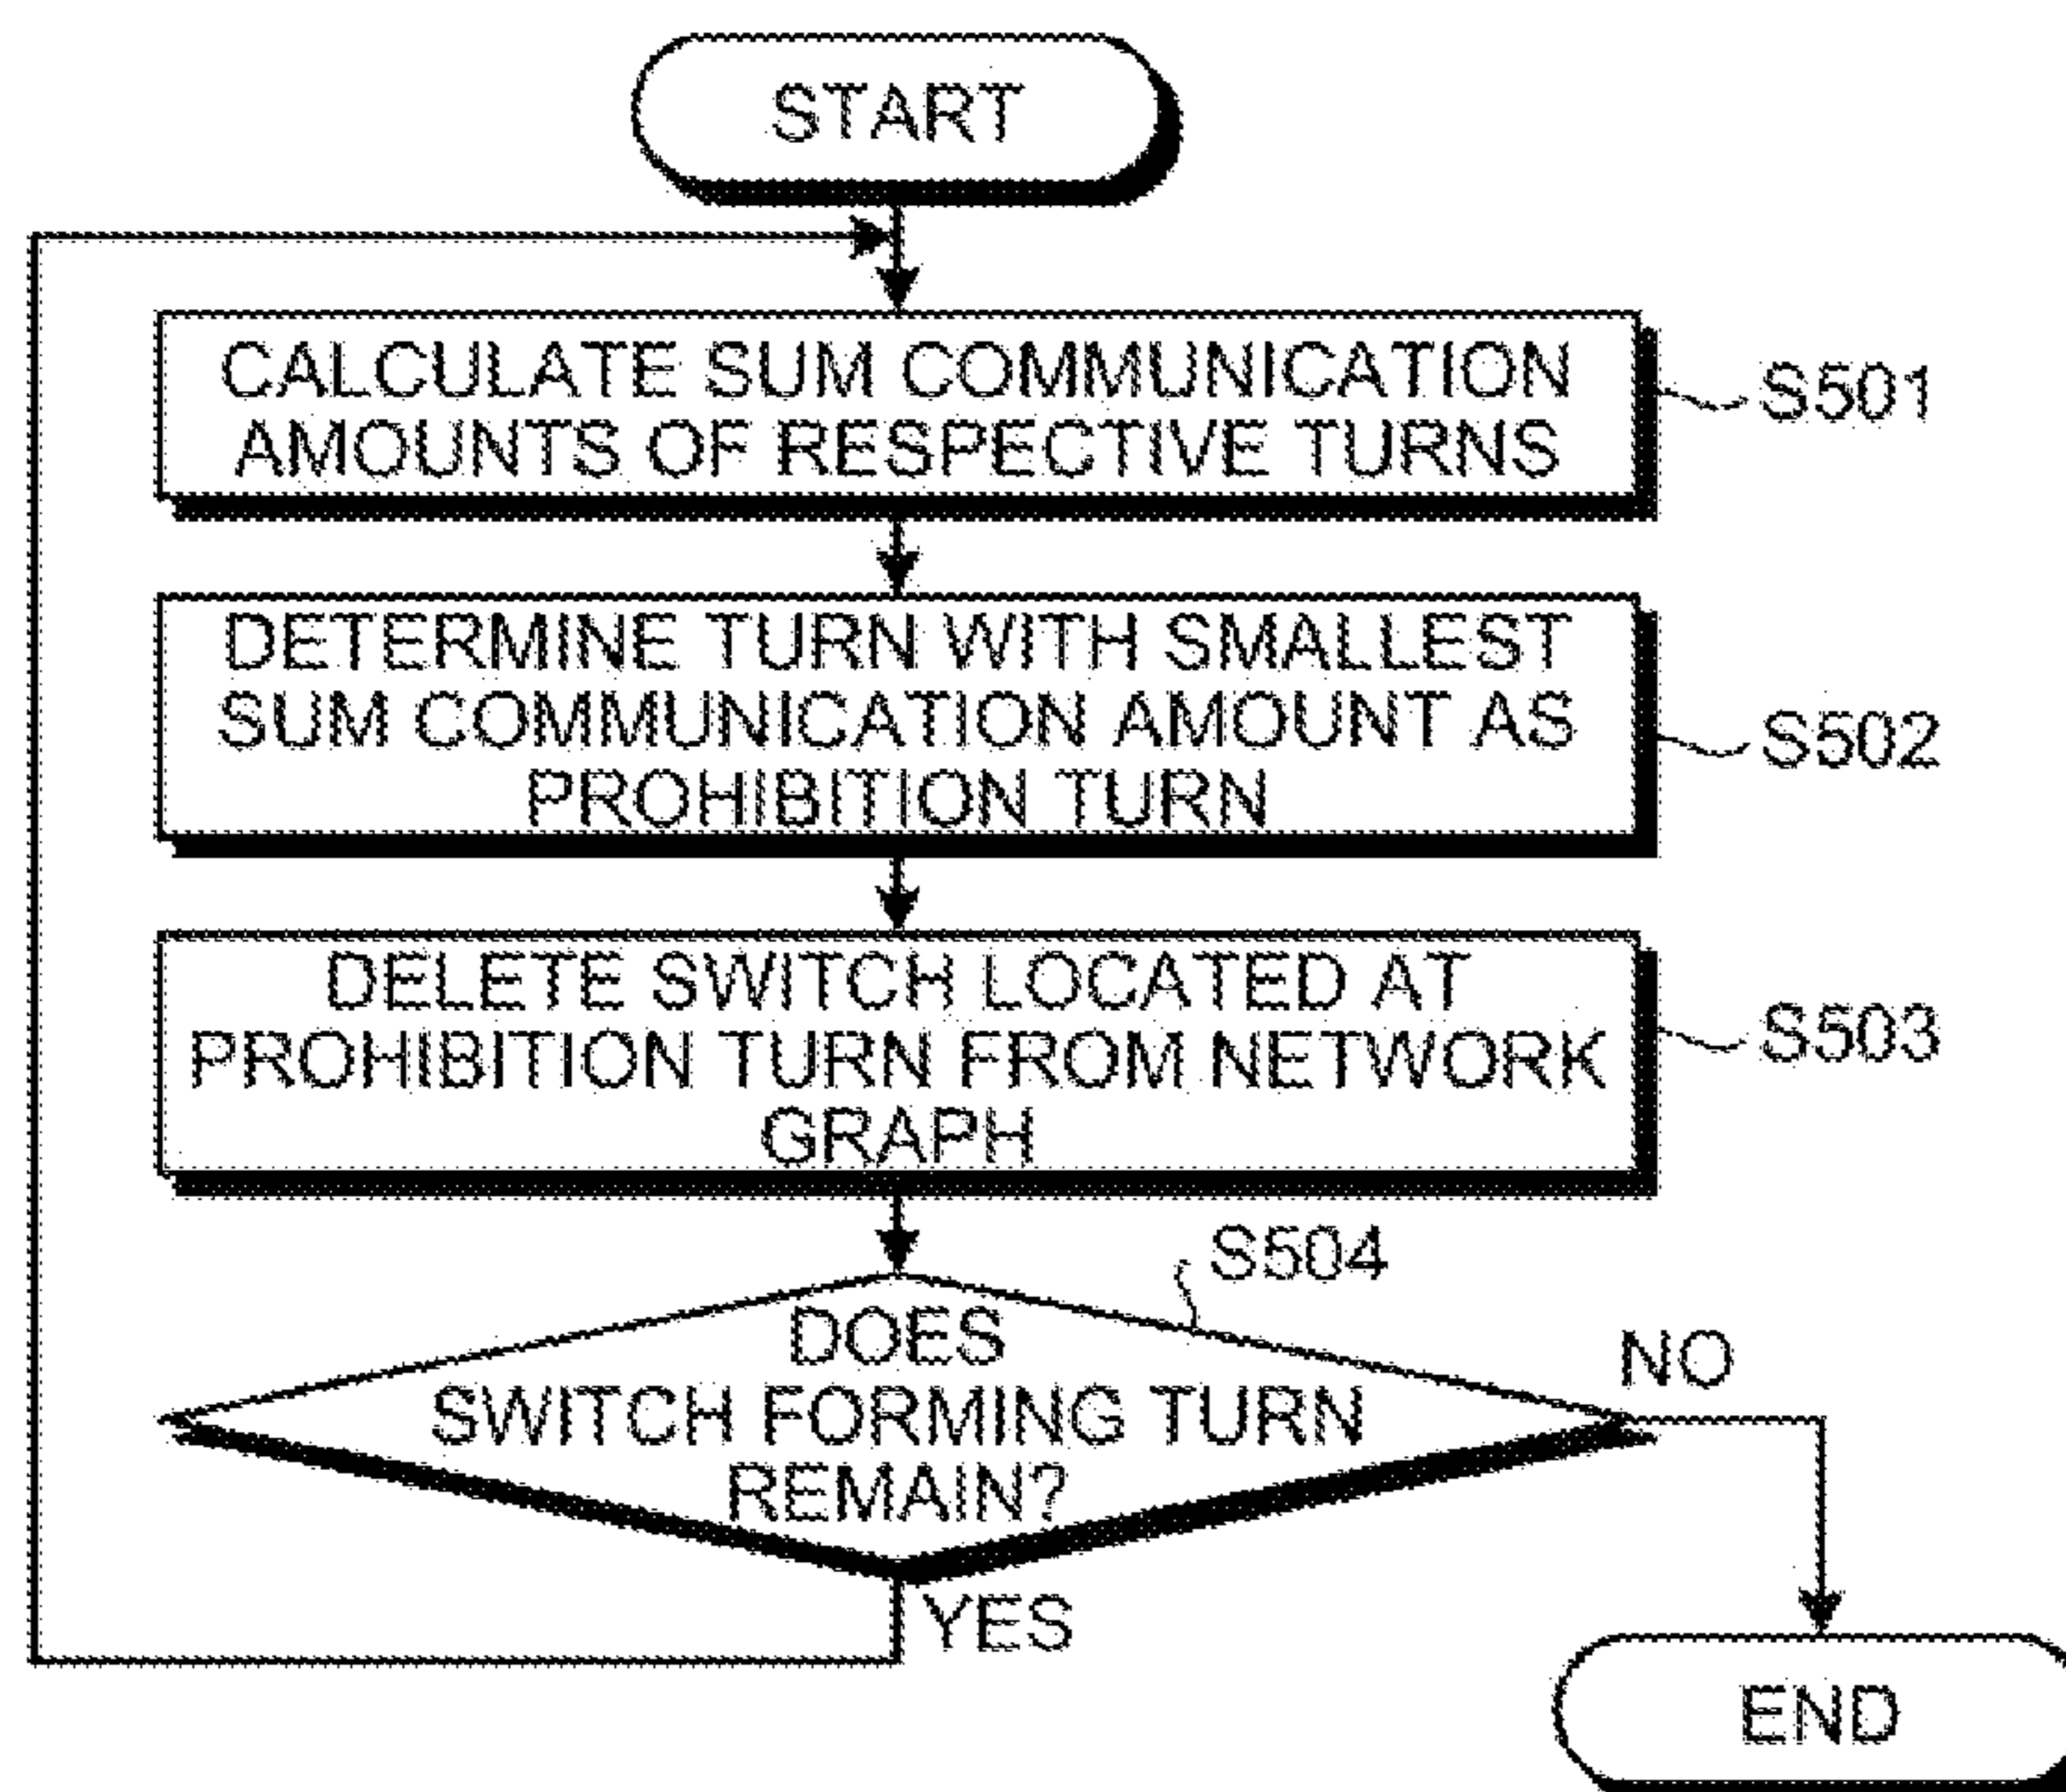 START
CALCULATE SUM COMMUNICATION
AMOUNTS OF RESPECTIVE TURNS
S501
DETERMINE TURN WITH SMALLEST
SUM COMMUNICATION AMOUNT AS
PROHIBITION TURN
S502
DELETE SWITCH LOCATED AT
PROHIBITION TURN FROM NETWORK
GRAPH
S503
S504
DOES
SWITCH FORMING TURN
REMAIN?
NO
YES
END